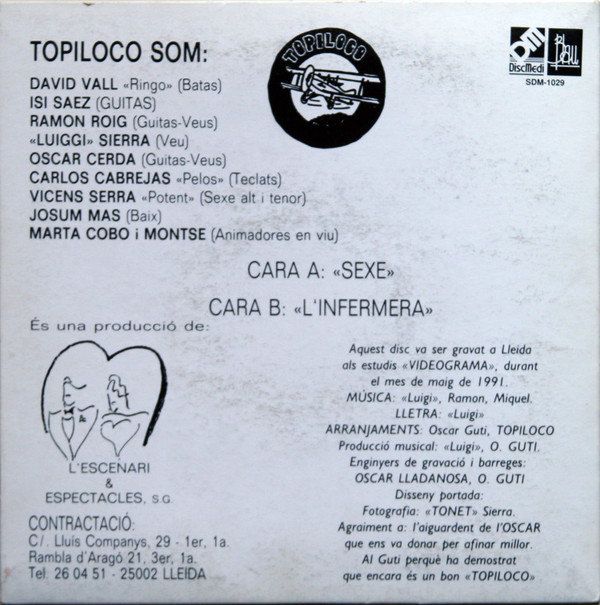 TOPILOCO SOM:
TOPILOCO
DM
DiscMedi
SDM-1029
DAVID VALL «Ringo» (Batas)
ISI SAEZ (GUITAS)
RAMON ROIG (Guitas-Veus)
«LUIGGI» SIERRA (Veu)
OSCAR CERDA (Guitas-Veus)
CARLOS CABREJAS «Pelos» (Teclats)
VICENS SERRA «Potent» (Sexe alt i tenor)
JOSUM MAS (Baix)
MARTA COBO i MONTSE (Animadores en viu)
CARA A: «SEXE»
CARA B: «L'INFERMERA»
És una producció de:
L'ESCENARI
&
ESPECTACLES, S.G.
CONTRACTACIÓ:
C/. Lluís Companys, 29 - 1er, 1a.
Rambla d'Aragó 21, 3er, 1a.
Tel. 26 04 51 - 25002 LLEIDA
Aquest disc va ser gravat a Lleida
als estudis «VIDEOGRAMA», durant
el mes de maig de 1991.
MÚSICA: «Luigi», Ramon, Miquel.
LLETRA: «Luigi»
ARRANJAMENTS: Oscar Guti, TOPILOCO
Producció musical: «Luigi», O. GUTI.
Enginyers de gravació i barreges:
OSCAR LLADANOSA, O. GUTI
Disseny portada:
Fotografia: «TONET» Sierra.
Agraiment a: l'aiguardent de l'OSCAR
que ens va donar per afinar millor.
Al Guti perquè ha demostrat
que encara és un bon «TOPILOCO»